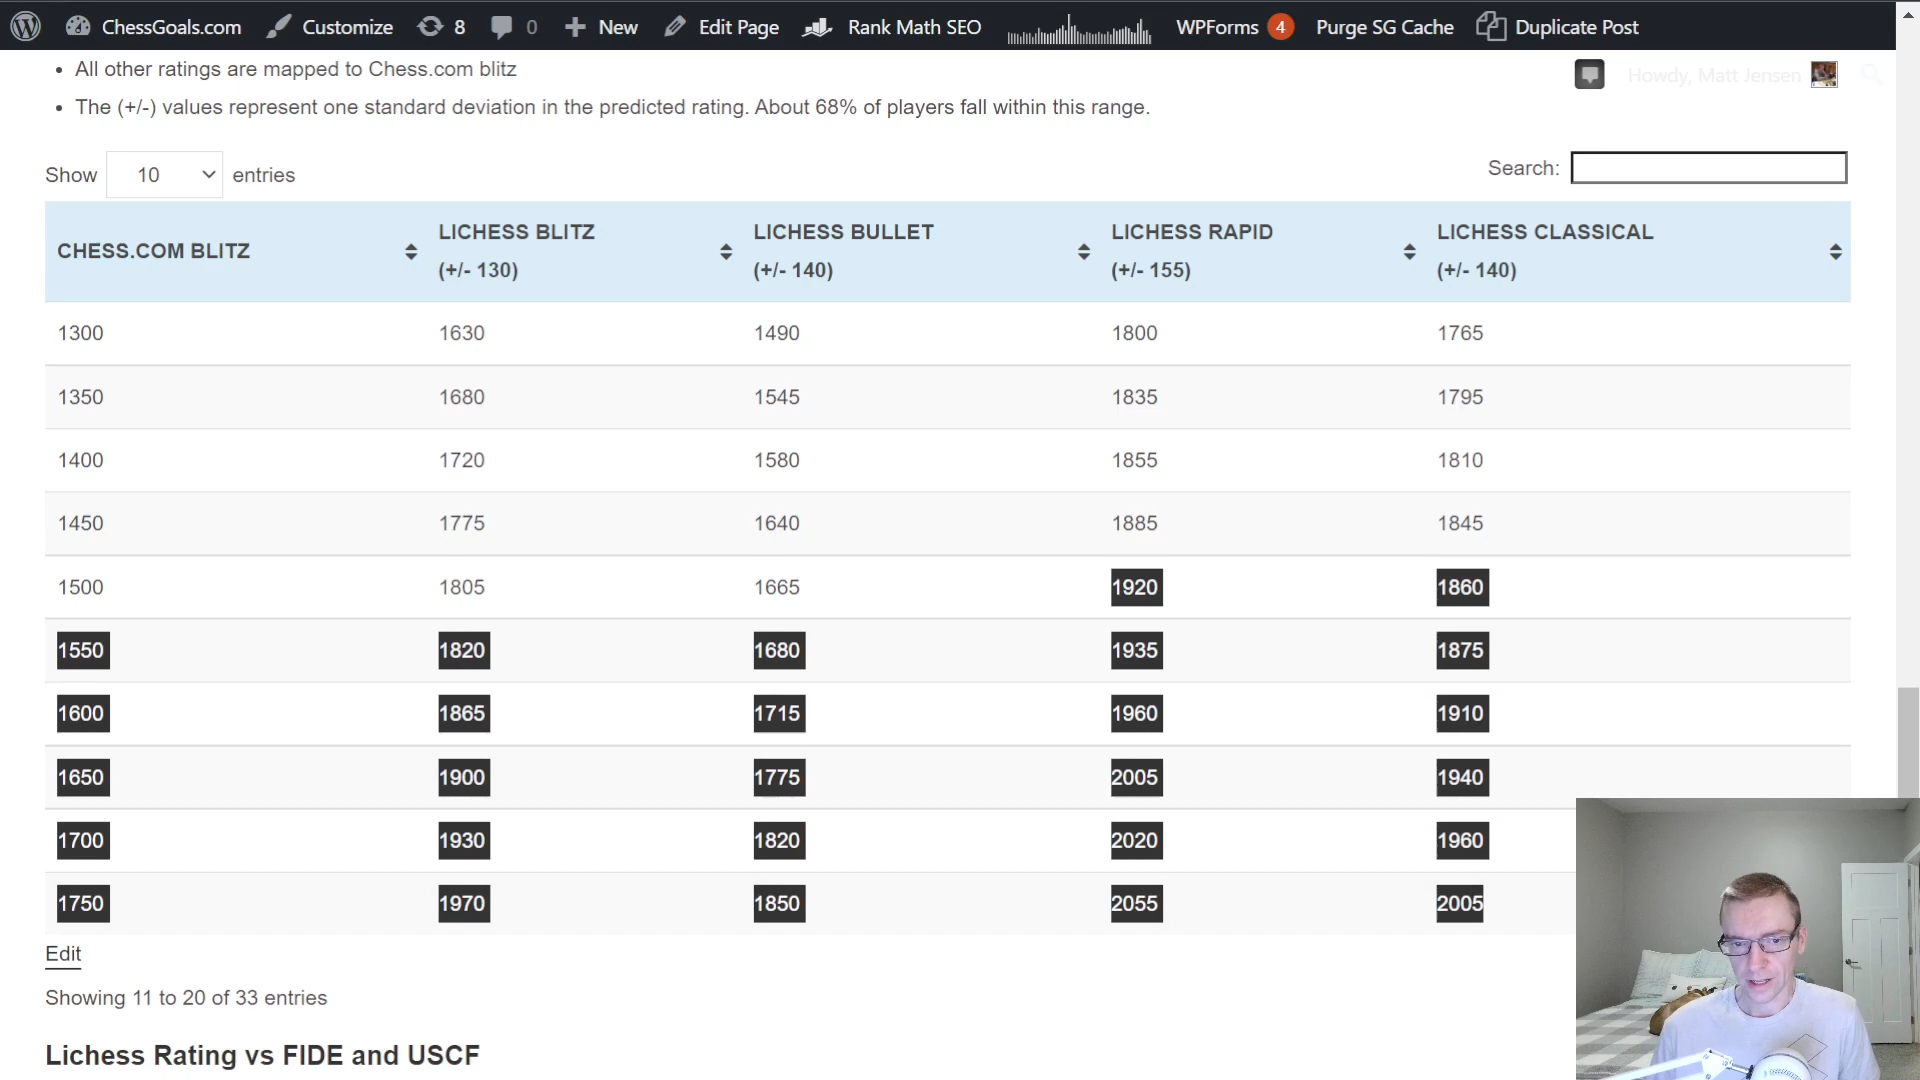 ChessGoals.com Customize 8 0 New Edit Page Rank Math SEO WPForms 4 Purge SG Cache Duplicate Post
Howdy, Matt Jensen
• All other ratings are mapped to Chess.com blitz
• The (+/-) values represent one standard deviation in the predicted rating. About 68% of players fall within this range.
Show 10 entries Search:
CHESS.COM BLITZ LICHESS BLITZ (+/- 130) LICHESS BULLET (+/- 140) LICHESS RAPID (+/- 155) LICHESS CLASSICAL (+/- 140)
1300 1630 1490 1800 1765
1350 1680 1545 1835 1795
1400 1720 1580 1855 1810
1450 1775 1640 1885 1845
1500 1805 1665 1920 1860
1550 1820 1680 1935 1875
1600 1865 1715 1960 1910
1650 1900 1775 2005 1940
1700 1930 1820 2020 1960
1750 1970 1850 2055 2005
Edit
Showing 11 to 20 of 33 entries
Lichess Rating vs FIDE and USCF